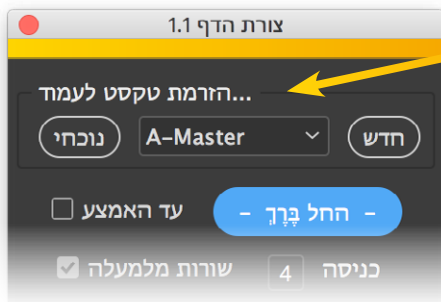 צורת הדף 1.1
הזרמת טקסט לעמוד...
חדש A-Master נוכחי
- החל בֶּרֶךְ - עד האמצע
כניסה 4 שורות מלמעלה